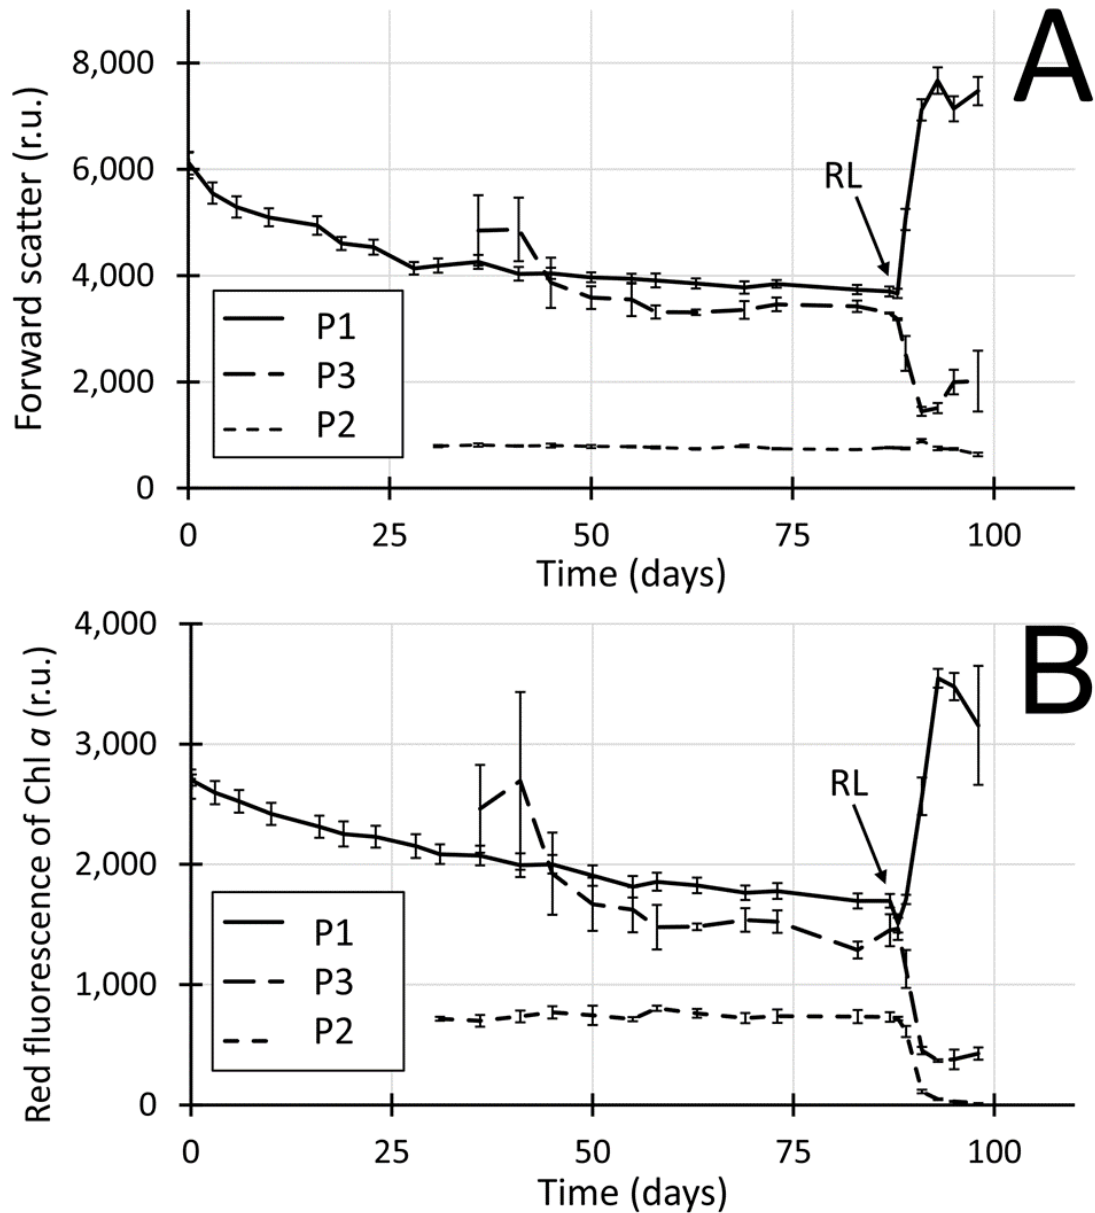 A
Forward scatter (r.u.)
8,000
6,000
4,000
2,000
0
RL
P1
P3
P2
0 25 50 75 100
Time (days)
B
Red fluorescence of Chl a (r.u.)
4,000
3,000
2,000
1,000
0
RL
P1
P3
P2
0 25 50 75 100
Time (days)